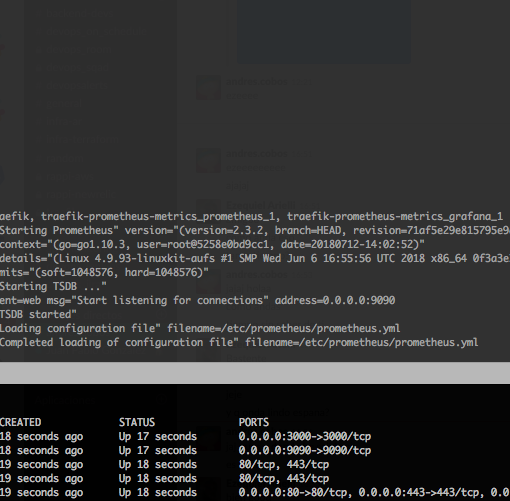 aefik, traefik-prometheus-metrics_prometheus_1, traefik-prometheus-metrics_grafana_1
Starting Prometheus" version="(version=2.3.2, branch=HEAD, revision=71af5e29e815795e9
context="(go=go1.10.3, user=root@5258e0bd9cc1, date=20180712-14:02:52)"
details="(Linux 4.9.93-linuxkit-aufs #1 SMP Wed Jun 6 16:55:56 UTC 2018 x86_64 0f3a3e
mits="(soft=1048576, hard=1048576)"
Starting TSDB ..."
ent=web msg="Start listening for connections" address=0.0.0.0:9090
TSDB started"
Loading configuration file" filename=/etc/prometheus/prometheus.yml
Completed loading of configuration file" filename=/etc/prometheus/prometheus.yml
CREATED STATUS PORTS
18 seconds ago Up 17 seconds 0.0.0.0:3000->3000/tcp
18 seconds ago Up 17 seconds 0.0.0.0:9090->9090/tcp
19 seconds ago Up 18 seconds 80/tcp, 443/tcp
19 seconds ago Up 18 seconds 80/tcp, 443/tcp
19 seconds ago Up 18 seconds 0.0.0.0:80->80/tcp, 0.0.0.0:443->443/tcp, 0.0